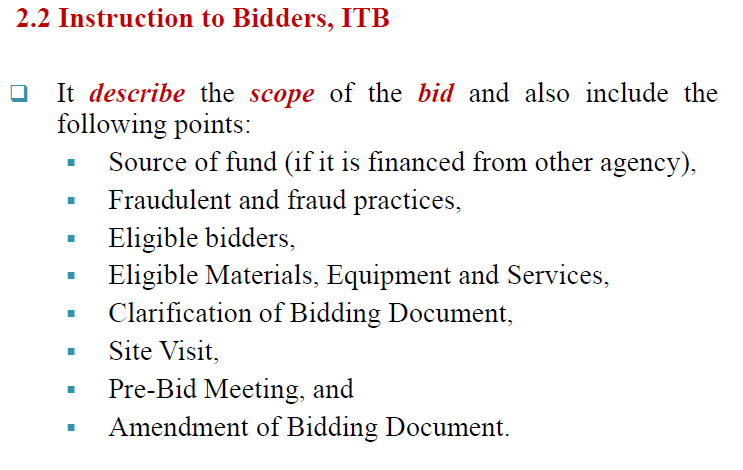 2.2 Instruction to Bidders, ITB
It describe the scope of the bid and also include the
following points:
Source of fund (if it is financed from other agency),
Fraudulent and fraud practices,
Eligible bidders,
Eligible Materials, Equipment and Services,
Clarification of Bidding Document,
Site Visit,
Pre-Bid Meeting, and
Amendment of Bidding Document.